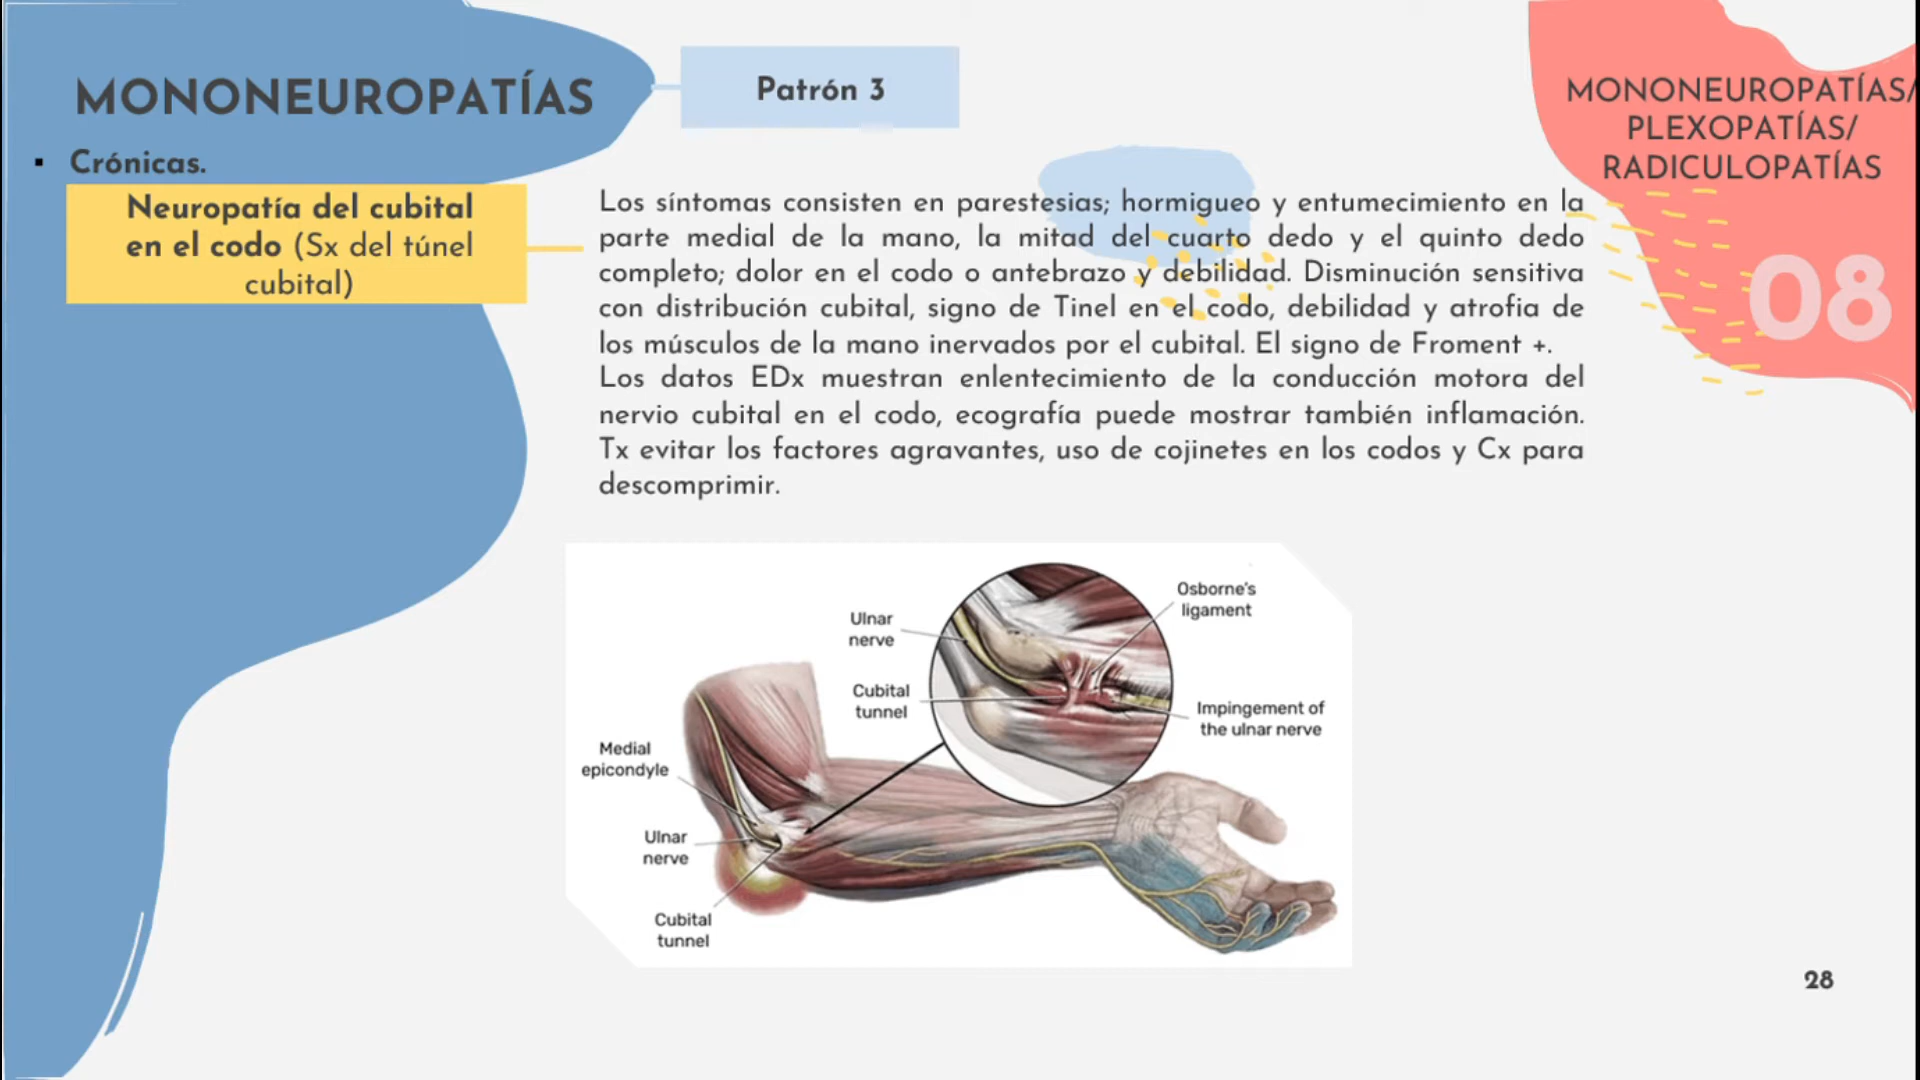 MONONEUROPATÍAS
Patrón 3
MONONEUROPATÍAS/
PLEXOPATÍAS/
RADICULOPATÍAS
08
▪ Crónicas.
Neuropatía del cubital
en el codo (Sx del túnel
cubital)
Los síntomas consisten en parestesias; hormigueo y entumecimiento en la
parte medial de la mano, la mitad del cuarto dedo y el quinto dedo
completo; dolor en el codo o antebrazo y debilidad. Disminución sensitiva
con distribución cubital, signo de Tinel en el codo, debilidad y atrofia de
los músculos de la mano inervados por el cubital. El signo de Froment +.
Los datos EDx muestran enlentecimiento de la conducción motora del
nervio cubital en el codo, ecografía puede mostrar también inflamación.
Tx evitar los factores agravantes, uso de cojinetes en los codos y Cx para
descomprimir.
Osborne's
ligament
Ulnar
nerve
Cubital
tunnel
Impingement of
the ulnar nerve
Medial
epicondyle
Ulnar
nerve
Cubital
tunnel
28